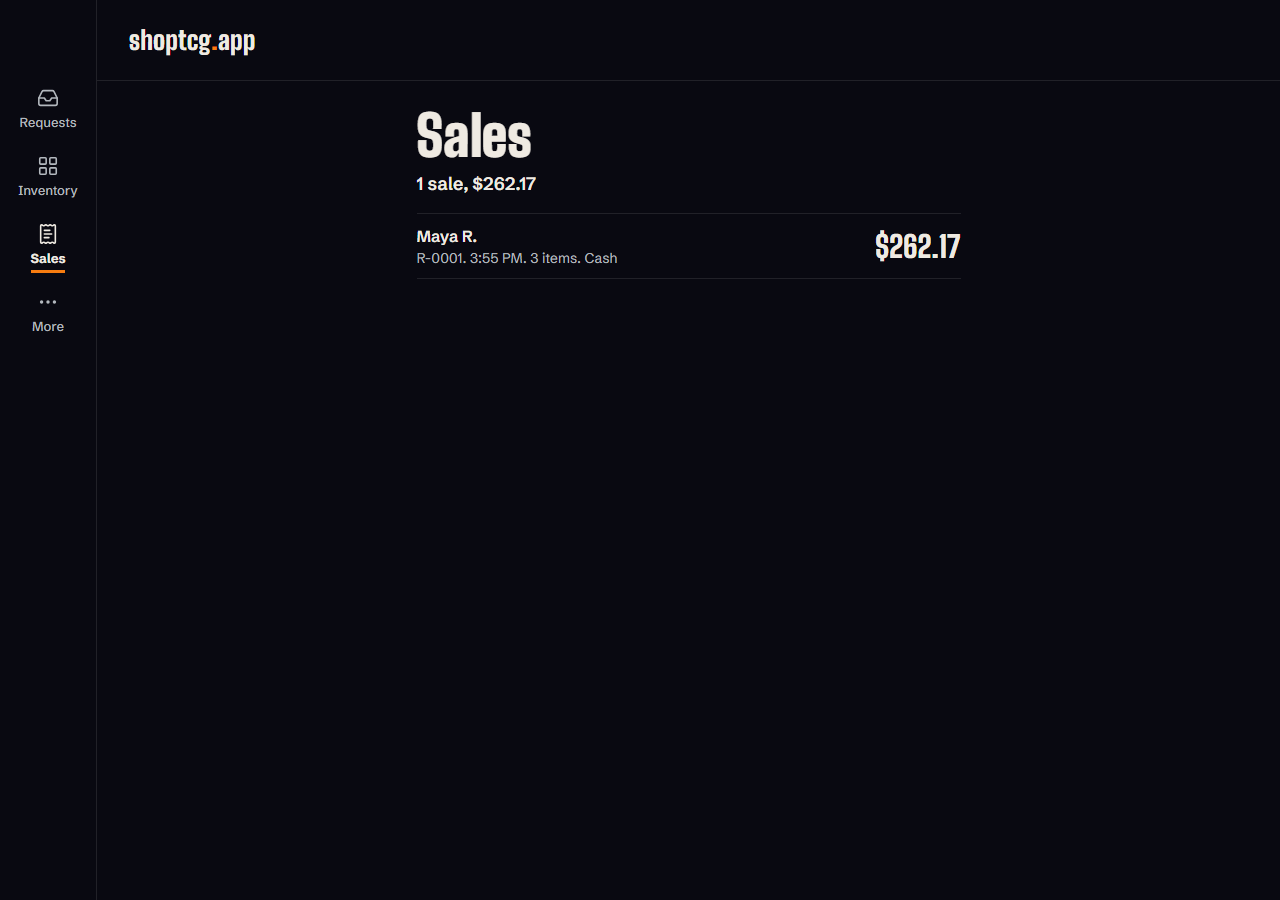 shoptcg.app
Requests
Inventory
Sales
More
Sales
1 sale, $262.17
Maya R.
R-0001. 3:55 PM. 3 items. Cash
$262.17